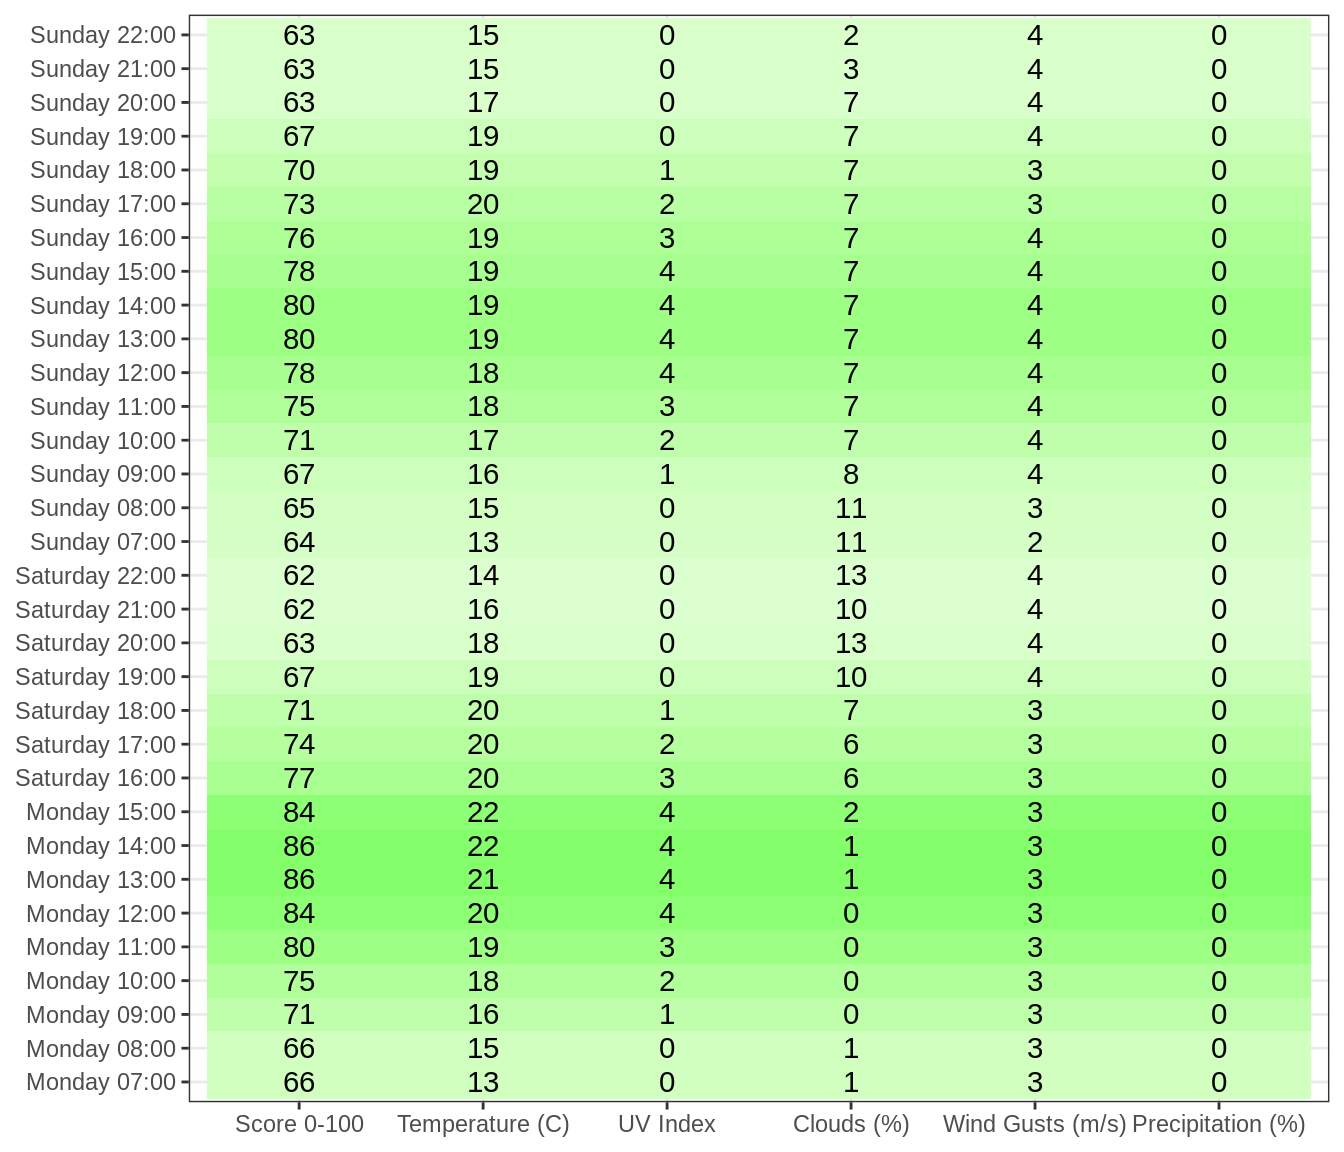 Sunday 22:00 63 15 0 2 4 0
Sunday 21:00 63 15 0 3 4 0
Sunday 20:00 63 17 0 7 4 0
Sunday 19:00 67 19 0 7 4 0
Sunday 18:00 70 19 1 7 3 0
Sunday 17:00 73 20 2 7 3 0
Sunday 16:00 76 19 3 7 4 0
Sunday 15:00 78 19 4 7 4 0
Sunday 14:00 80 19 4 7 4 0
Sunday 13:00 80 19 4 7 4 0
Sunday 12:00 78 18 4 7 4 0
Sunday 11:00 75 18 3 7 4 0
Sunday 10:00 71 17 2 7 4 0
Sunday 09:00 67 16 1 8 4 0
Sunday 08:00 65 15 0 11 3 0
Sunday 07:00 64 13 0 11 2 0
Saturday 22:00 62 14 0 13 4 0
Saturday 21:00 62 16 0 10 4 0
Saturday 20:00 63 18 0 13 4 0
Saturday 19:00 67 19 0 10 4 0
Saturday 18:00 71 20 1 7 3 0
Saturday 17:00 74 20 2 6 3 0
Saturday 16:00 77 20 3 6 3 0
Monday 15:00 84 22 4 2 3 0
Monday 14:00 86 22 4 1 3 0
Monday 13:00 86 21 4 1 3 0
Monday 12:00 84 20 4 0 3 0
Monday 11:00 80 19 3 0 3 0
Monday 10:00 75 18 2 0 3 0
Monday 09:00 71 16 1 0 3 0
Monday 08:00 66 15 0 1 3 0
Monday 07:00 66 13 0 1 3 0
Score 0-100 Temperature (C) UV Index Clouds (%) Wind Gusts (m/s) Precipitation (%)